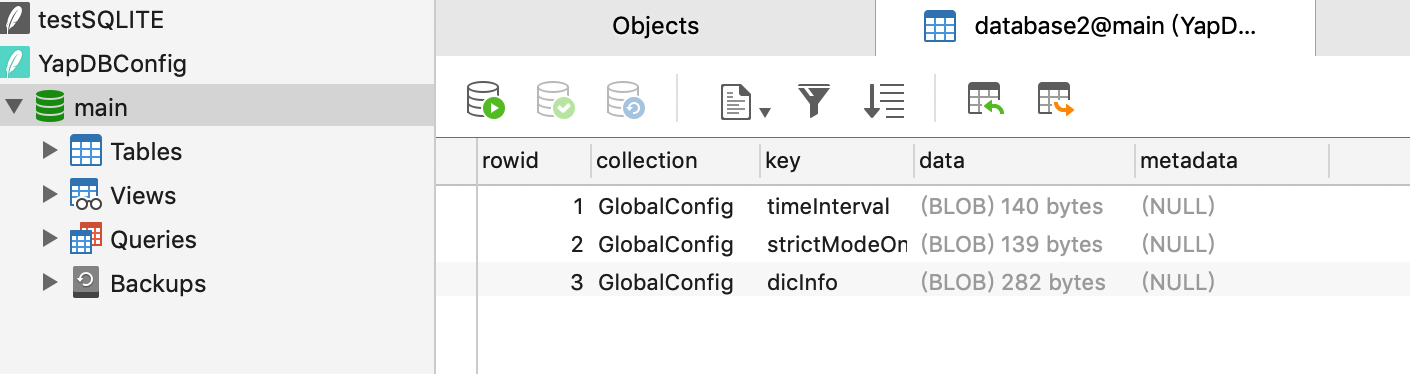 testSQLITE
YapDBConfig
main
Tables
Views
Queries
Backups
Objects
database2@main (YapD...
rowid collection key data metadata
1 GlobalConfig timeInterval (BLOB) 140 bytes (NULL)
2 GlobalConfig strictModeOn (BLOB) 139 bytes (NULL)
3 GlobalConfig dicInfo (BLOB) 282 bytes (NULL)